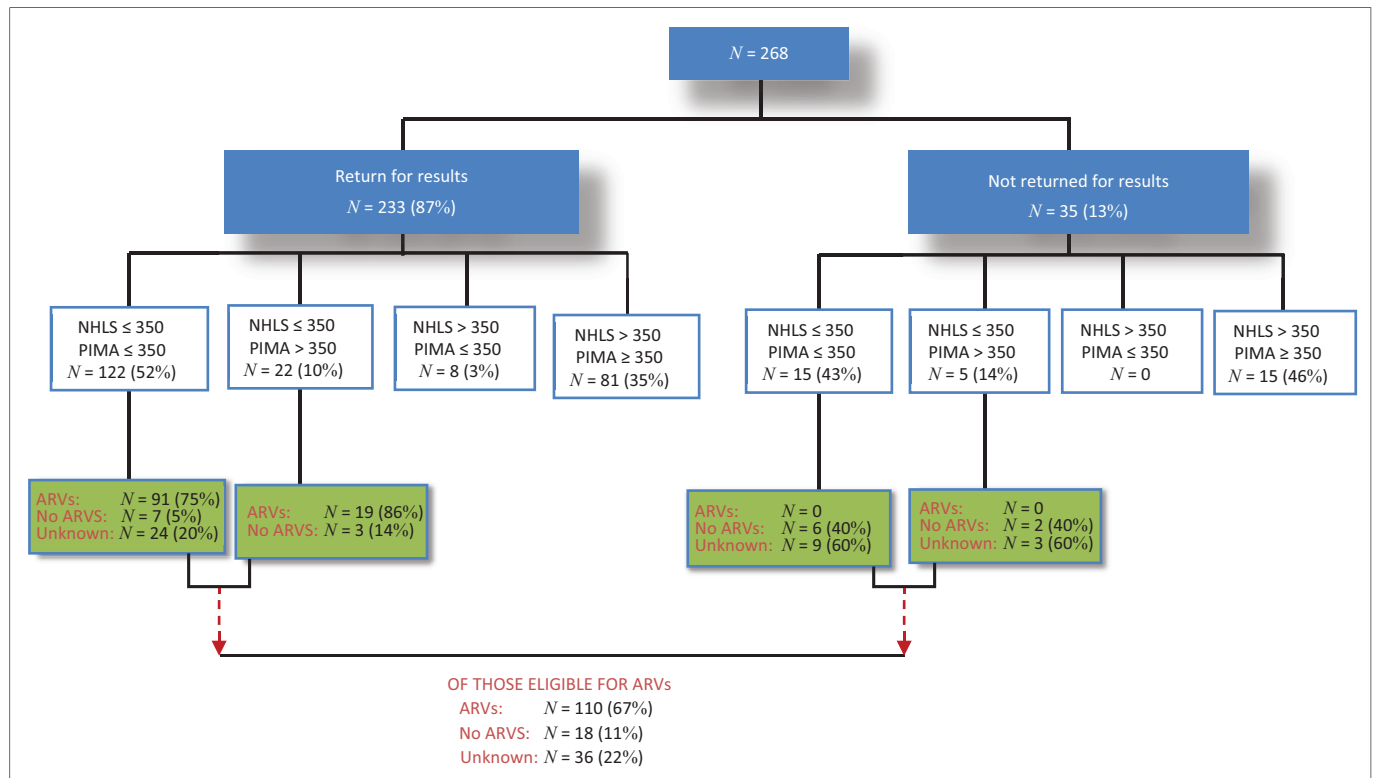 N = 268
Return for results
N = 233 (87%)
Not returned for results
N = 35 (13%)
NHLS ≤ 350
PIMA ≤ 350
N = 122 (52%)
NHLS ≤ 350
PIMA > 350
N = 22 (10%)
NHLS > 350
PIMA ≤ 350
N = 8 (3%)
NHLS > 350
PIMA ≥ 350
N = 81 (35%)
NHLS ≤ 350
PIMA ≤ 350
N = 15 (43%)
NHLS ≤ 350
PIMA > 350
N = 5 (14%)
NHLS > 350
PIMA ≤ 350
N = 0
NHLS > 350
PIMA ≥ 350
N = 15 (46%)
ARVs: N = 91 (75%)
No ARVS: N = 7 (5%)
Unknown: N = 24 (20%)
ARVs: N = 19 (86%)
No ARVS: N = 3 (14%)
ARVs: N = 0
No ARVs: N = 6 (40%)
Unknown: N = 9 (60%)
ARVs: N = 0
No ARVs: N = 2 (40%)
Unknown: N = 3 (60%)
OF THOSE ELIGIBLE FOR ARVs
ARVs: N = 110 (67%)
No ARVS: N = 18 (11%)
Unknown: N = 36 (22%)